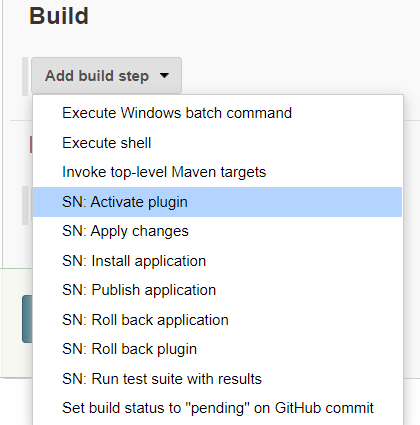 Build
Add build step
Execute Windows batch command
Execute shell
Invoke top-level Maven targets
SN: Activate plugin
SN: Apply changes
SN: Install application
SN: Publish application
SN: Roll back application
SN: Roll back plugin
SN: Run test suite with results
Set build status to "pending" on GitHub commit